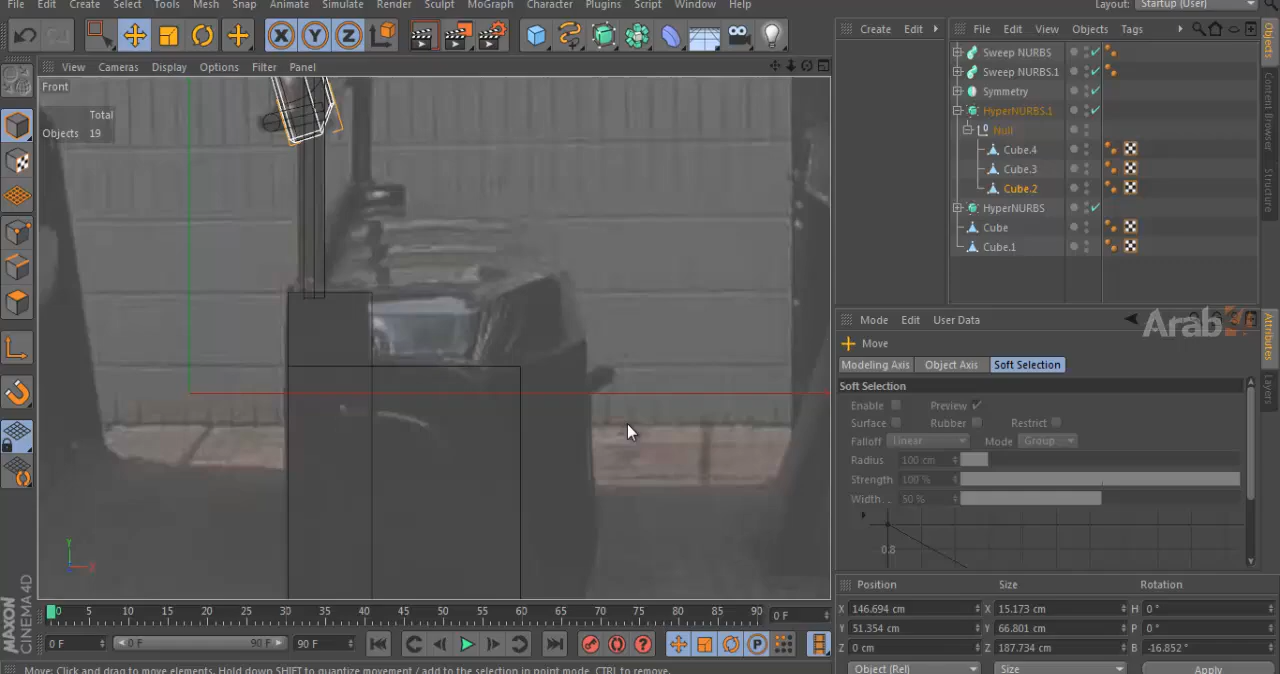 File Edit Create Select Tools Mesh Snap Animate Simulate Render Sculpt MoGraph Character Plugins Script Window Help
Layout: Startup (User)
View Cameras Display Options Filter Panel
Create Edit
File Edit View Objects Tags
Front
Total
Objects 19
Sweep NURBS
Sweep NURBS.1
Symmetry
HyperNURBS.1
Null
Cube.4
Cube.3
Cube.2
HyperNURBS
Cube
Cube.1
Objects
Content Browser
Structure
Mode Edit User Data
Arab
Move
Modeling Axis Object Axis Soft Selection
Soft Selection
Enable Preview
Surface Rubber Restrict
Falloff Linear Mode Group
Radius 100 cm
Strength 100 %
Width 50 %
0.8
Attributes
Layers
Y
X
0 5 10 15 20 25 30 35 40 45 50 55 60 65 70 75 80 85 90 0 F
0 F 0 F 90 F 90 F
Position Size Rotation
X 146.694 cm X 15.173 cm H 0 °
Y 51.354 cm Y 66.801 cm P 0 °
Z 0 cm Z 187.734 cm B -16.852 °
Object (Rel) Size Apply
MAXON CINEMA 4D
Move: Click and drag to move elements. Hold down SHIFT to quantize movement / add to the selection in point mode, CTRL to remove.